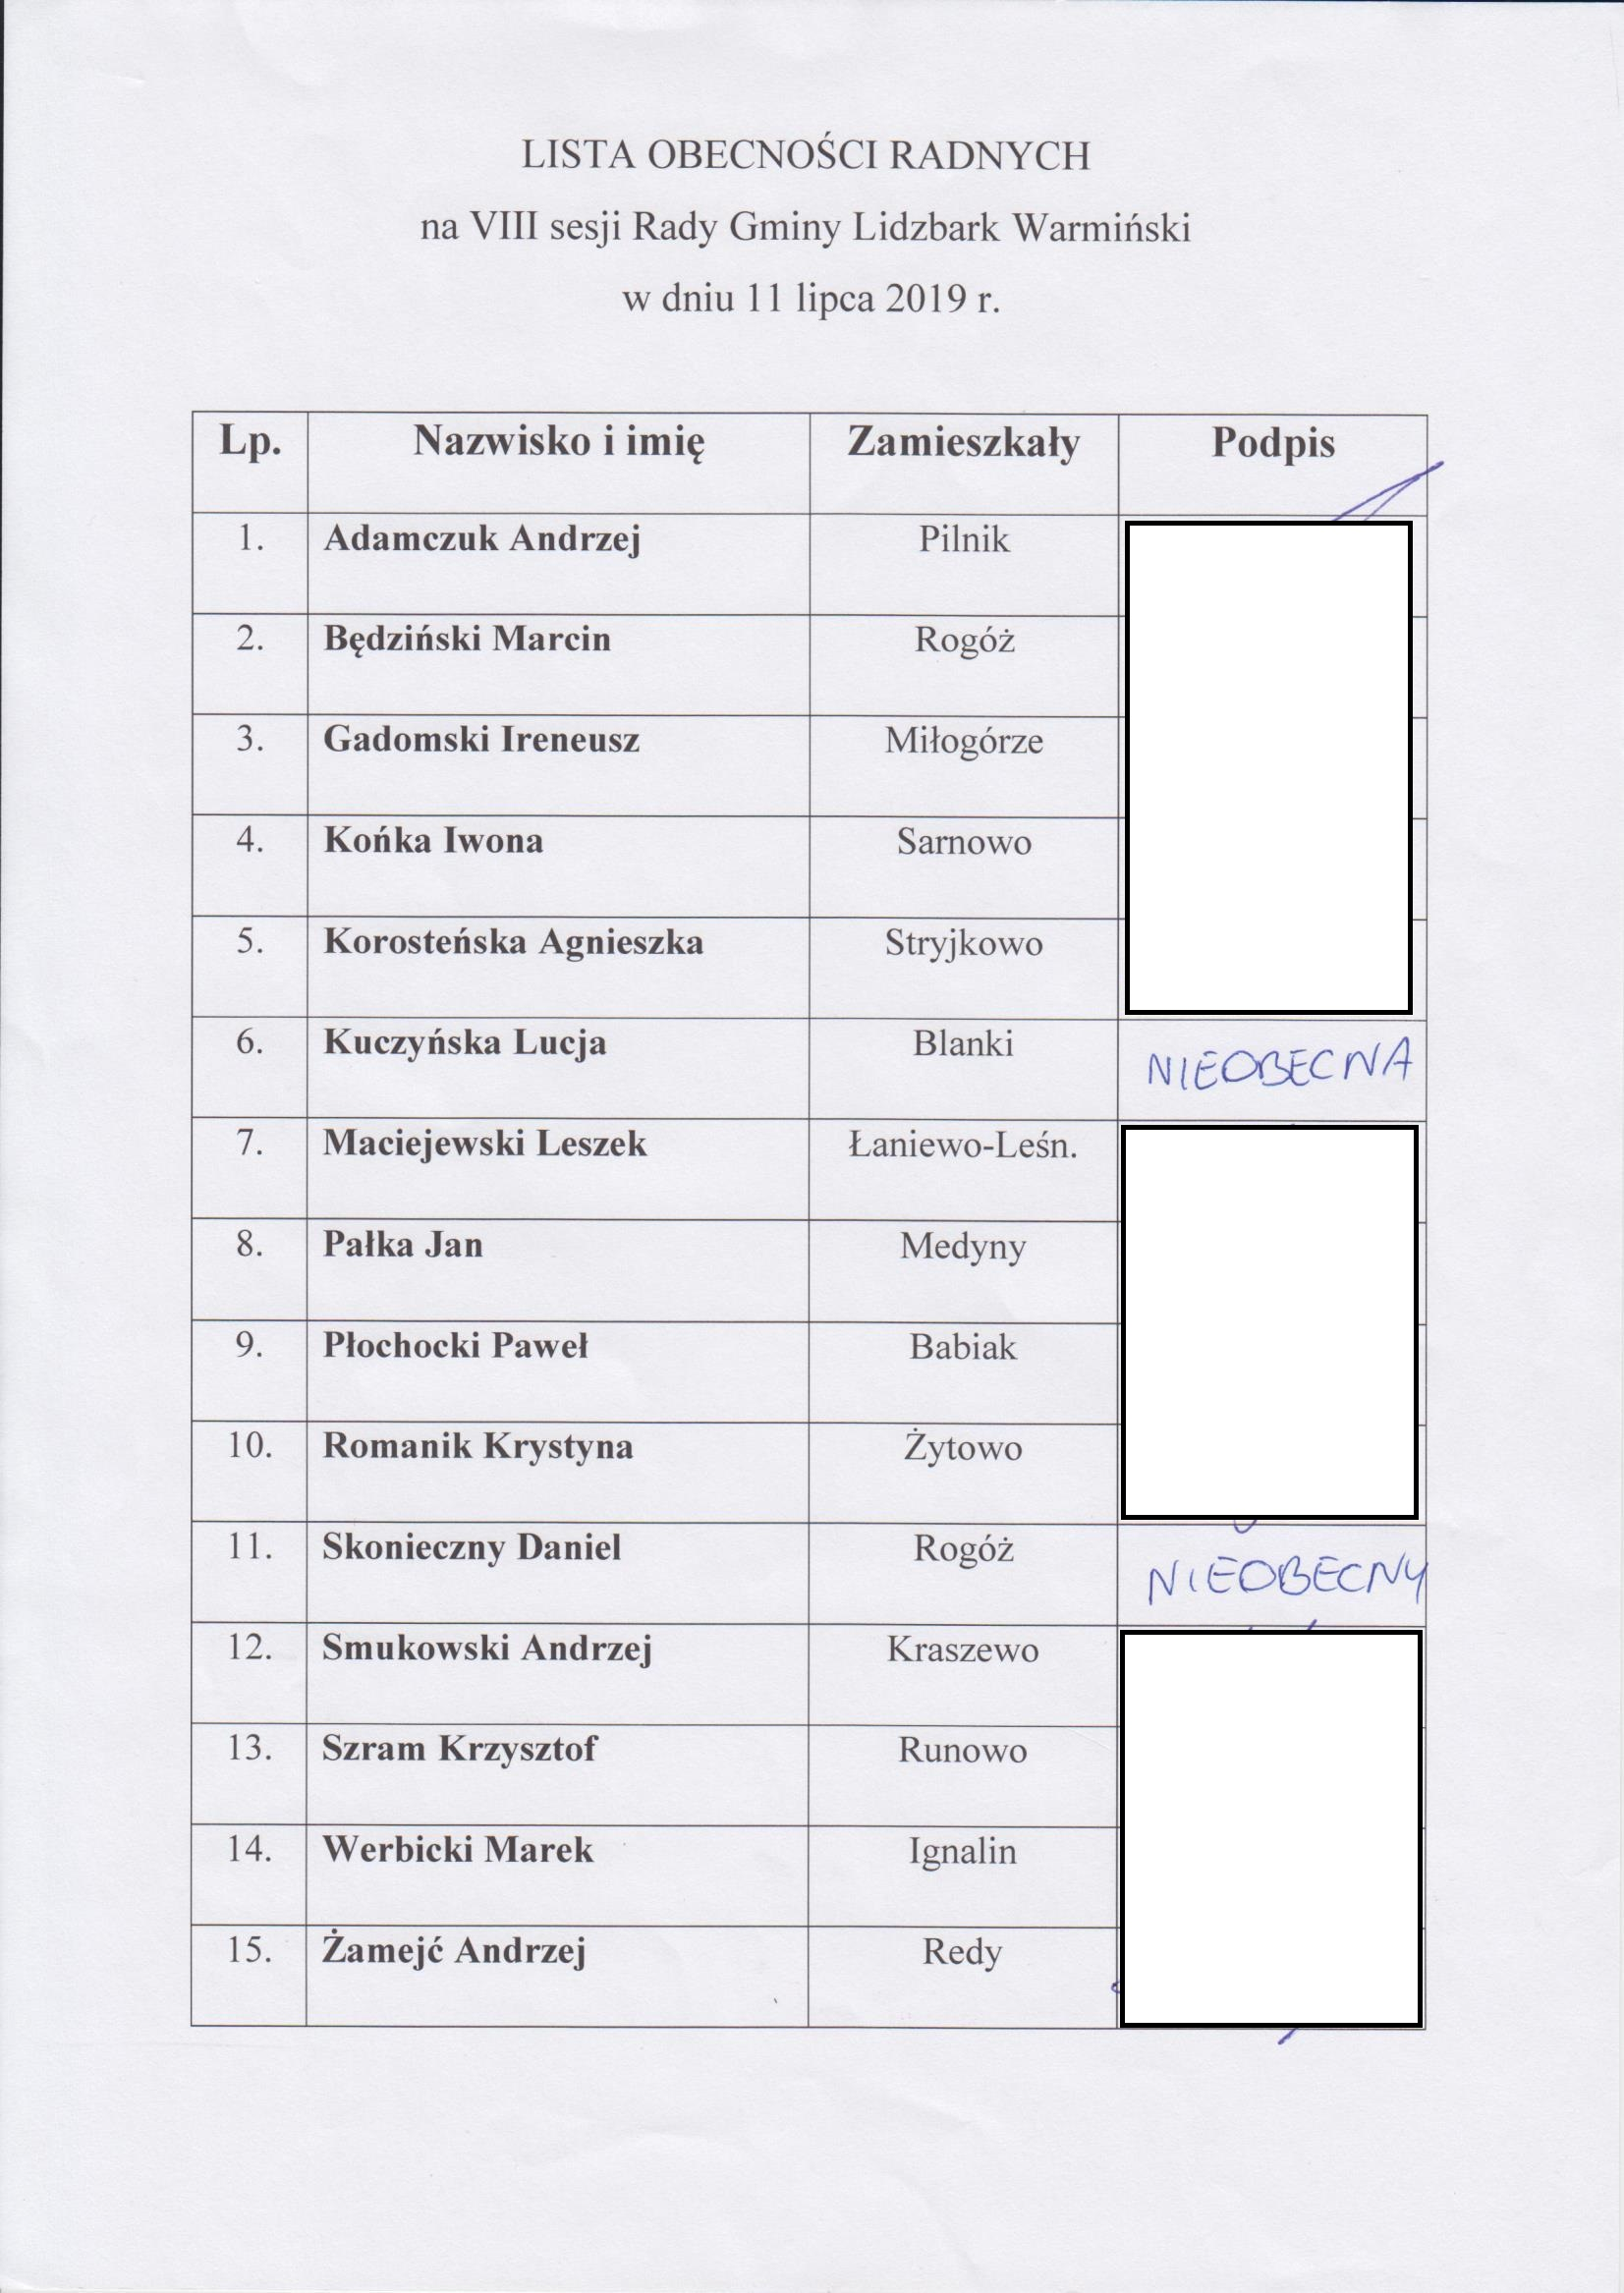 LISTA OBECNOŚCI RADNYCH
na VIII sesji Rady Gminy Lidzbark Warmiński
w dniu 11 lipca 2019 r.
Lp. Nazwisko i imię Zamieszkały Podpis
1. Adamczuk Andrzej Pilnik
2. Będziński Marcin Rogóż
3. Gadomski Ireneusz Miłogórze
4. Końka Iwona Sarnowo
5. Korosteńska Agnieszka Stryjkowo
6. Kuczyńska Lucja Blanki NIEOBECNA
7. Maciejewski Leszek Łaniewo-Leśn.
8. Pałka Jan Medyny
9. Płochocki Paweł Babiak
10. Romanik Krystyna Żytowo
11. Skonieczny Daniel Rogóż NIEOBECNY
12. Smukowski Andrzej Kraszewo
13. Szram Krzysztof Runowo
14. Werbicki Marek Ignalin
15. Żamejć Andrzej Redy